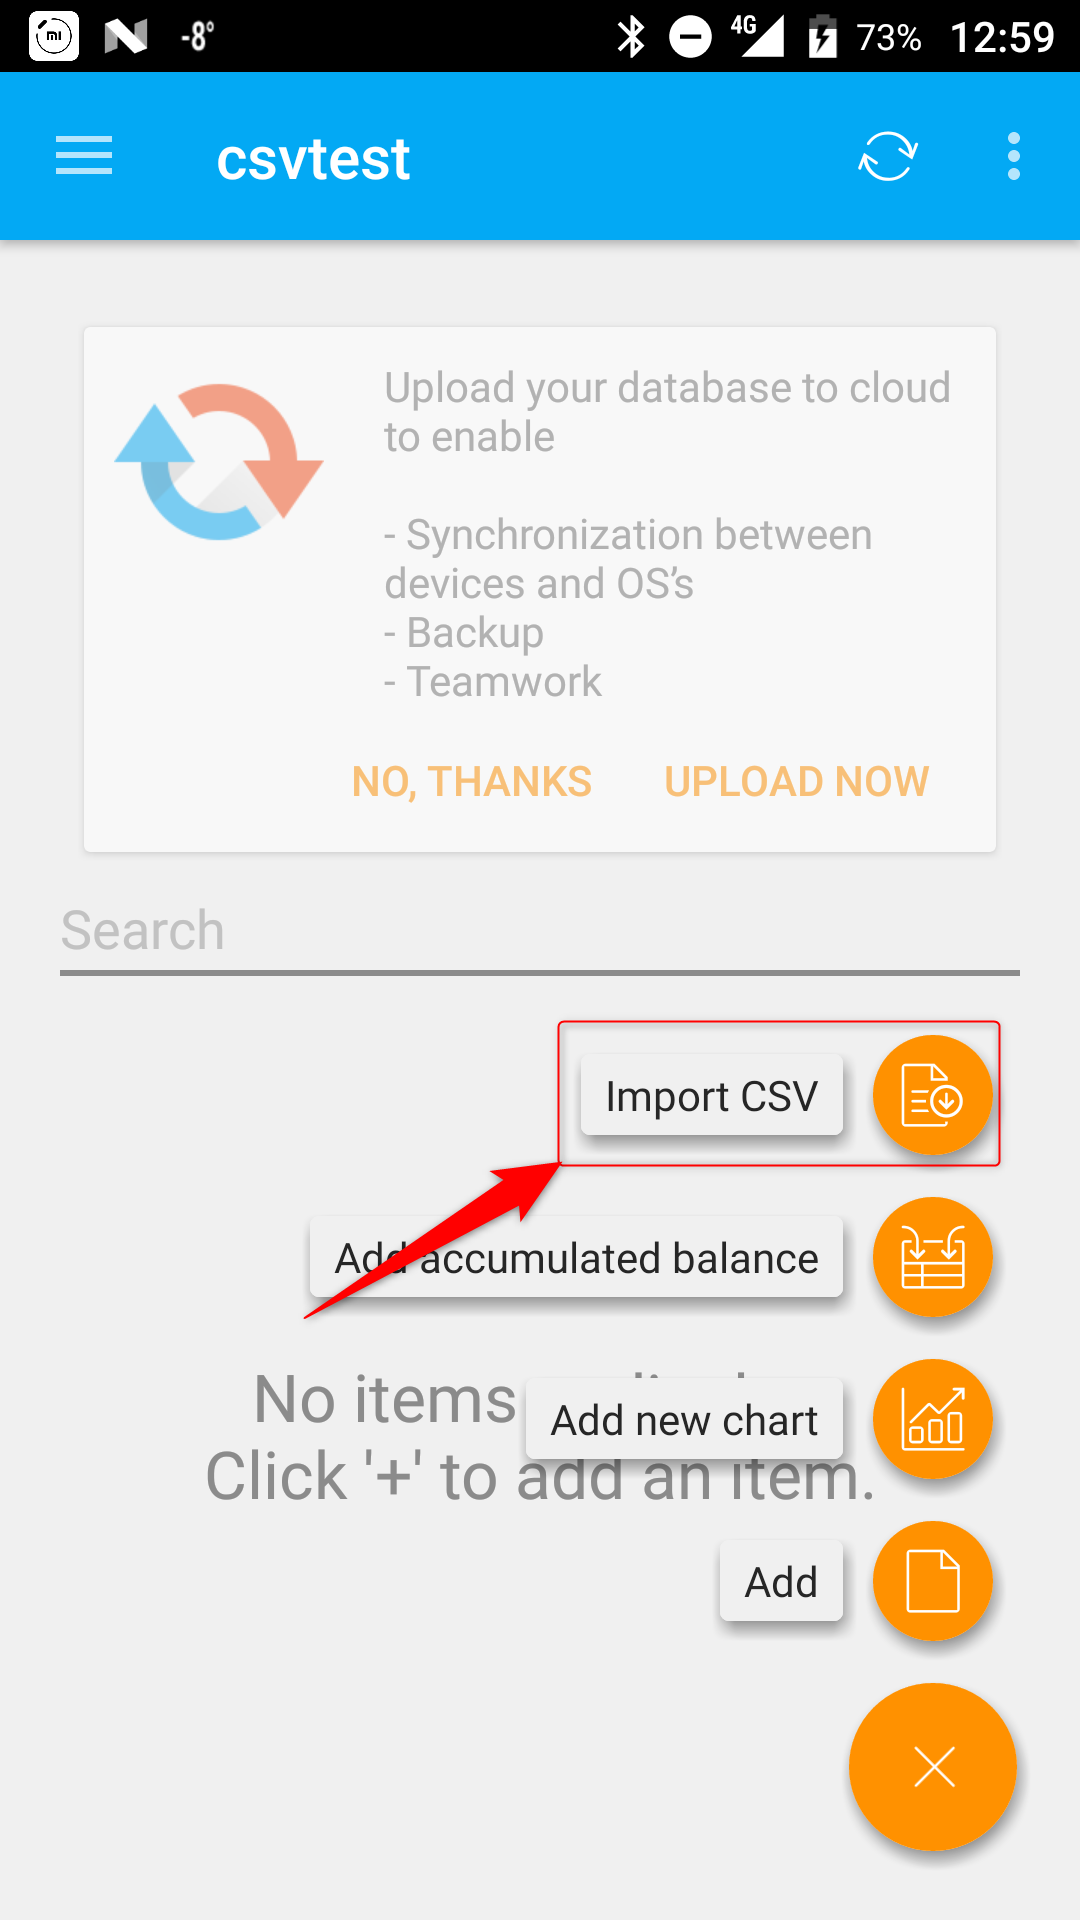 mi
-8°
4G
73%
12:59
csvtest
Upload your database to cloud
to enable
- Synchronization between
devices and OS's
- Backup
- Teamwork
NO, THANKS
UPLOAD NOW
Search
Import CSV
Add accumulated balance
No items
Add new chart
Click '+' to add an item.
Add